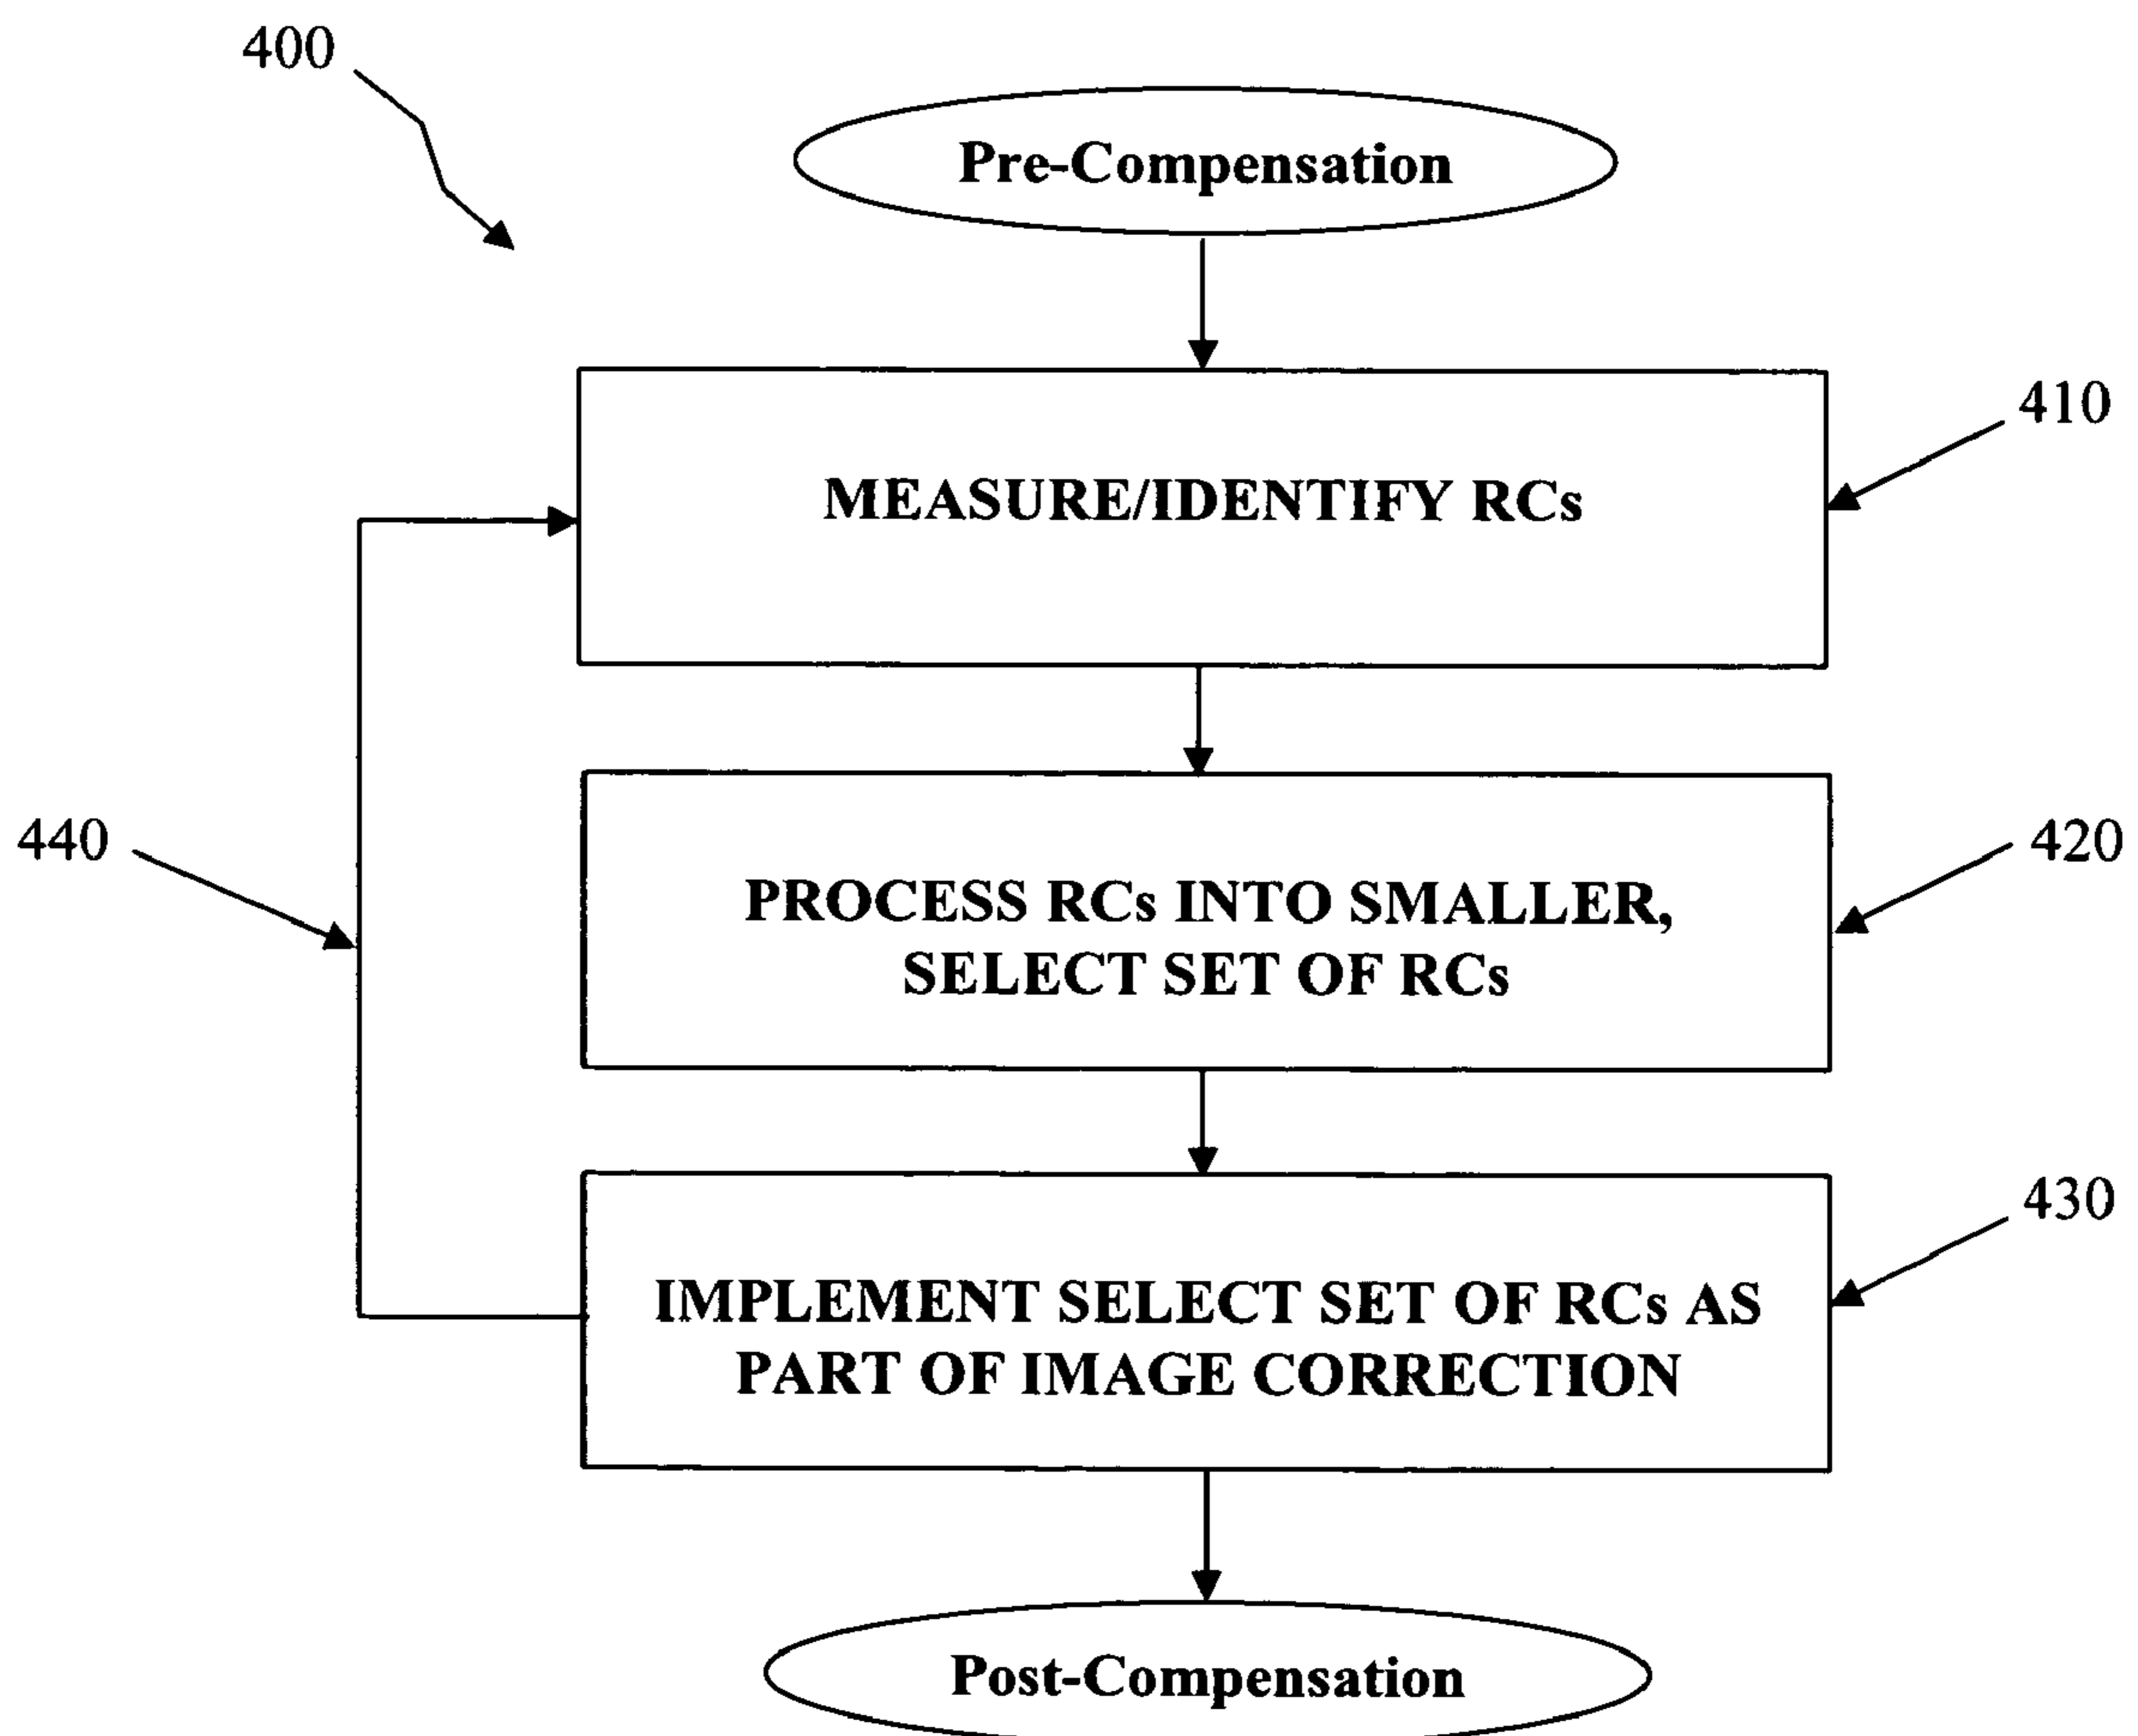 400
Pre-Compensation
410
MEASURE/IDENTIFY RCs
440
420
PROCESS RCs INTO SMALLER,
SELECT SET OF RCs
430
IMPLEMENT SELECT SET OF RCs AS
PART OF IMAGE CORRECTION
Post-Compensation